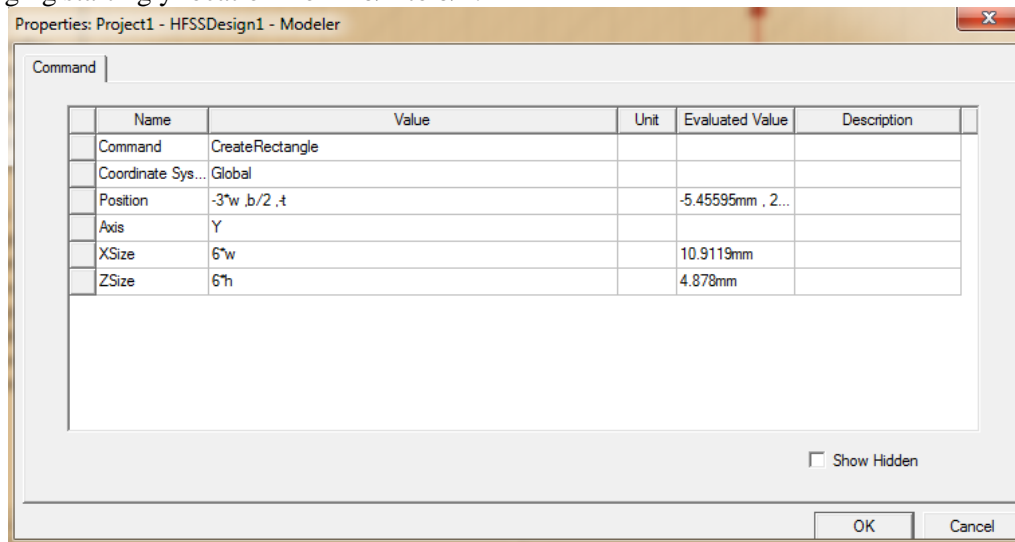 Properties: Project1 - HFSSDesign1 - Modeler
Command
Name Value Unit Evaluated Value Description
Command CreateRectangle
Coordinate Sys... Global
Position -3*w ,b/2 ,-t -5.45595mm , 2...
Axis Y
XSize 6*w 10.9119mm
ZSize 6*h 4.878mm
Show Hidden
OK Cancel